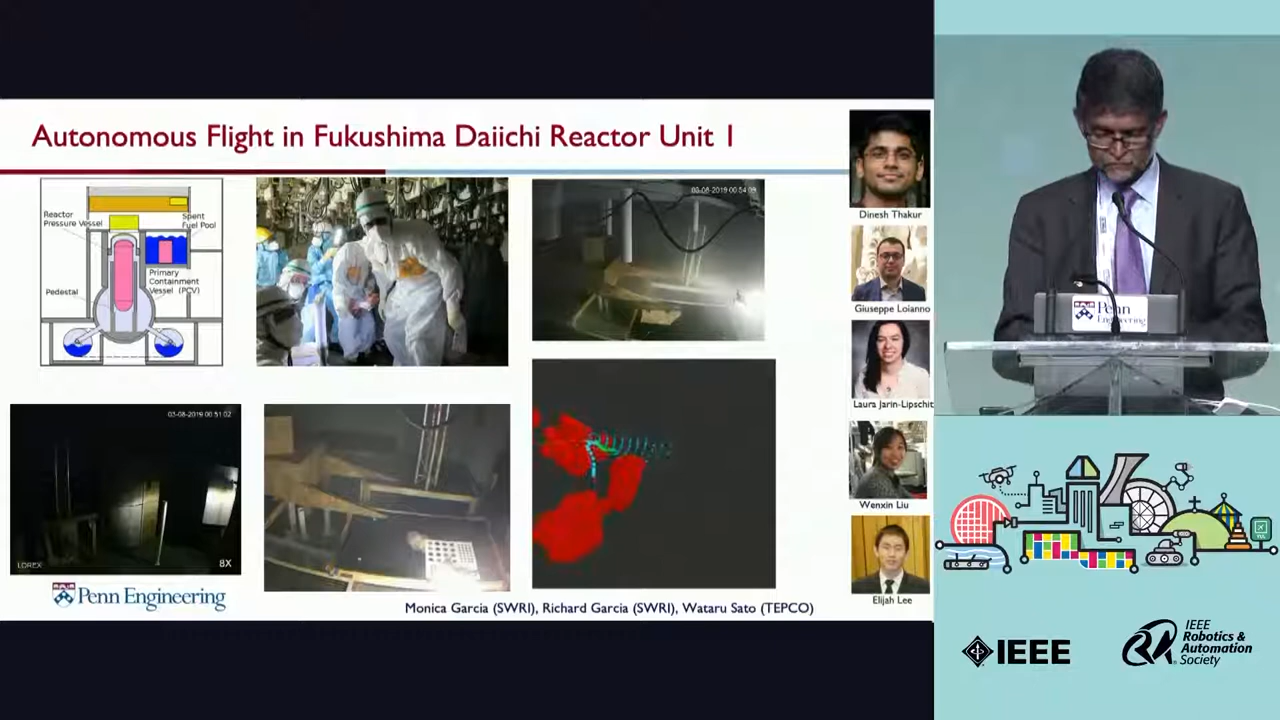 Autonomous Flight in Fukushima Daiichi Reactor Unit 1
Reactor
Pressure Vessel
Spent
Fuel Pool
Primary
Containment
Vessel (PCV)
Pedestal
03-08-2019 00:54:09
03-08-2019 00:51:02
LOREX
8X
Penn Engineering
Monica Garcia (SWRI), Richard Garcia (SWRI), Wataru Sato (TEPCO)
Dinesh Thakur
Giuseppe Loianno
Laura Jarin-Lipschit
Wenxin Liu
Elijah Lee
Penn
Engineering
IEEE
IEEE
Robotics &
Automation
Society